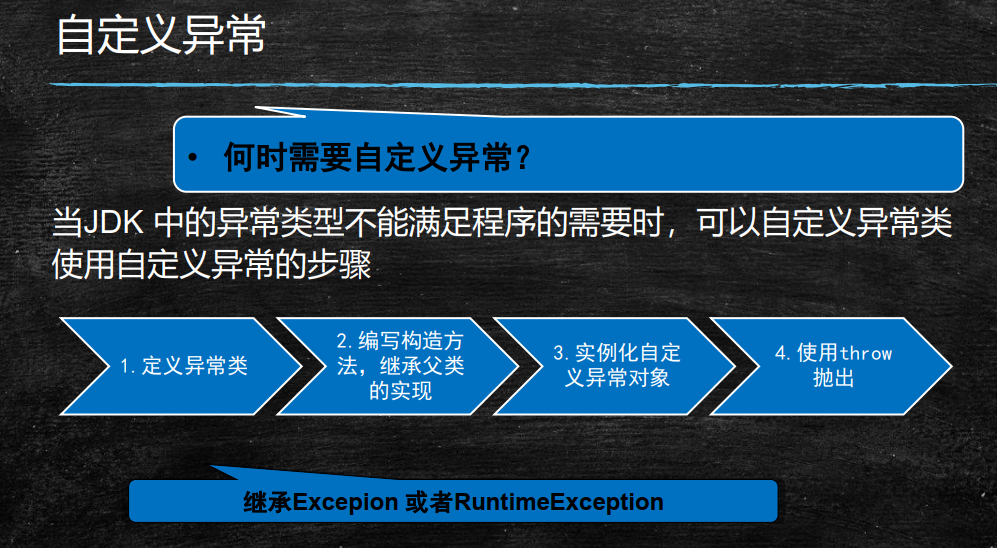 自定义异常
• 何时需要自定义异常？
当JDK 中的异常类型不能满足程序的需要时，可以自定义异常类
使用自定义异常的步骤
1.定义异常类
2.编写构造方
法，继承父类
的实现
3.实例化自定
义异常对象
4.使用throw
抛出
继承Excepion 或者RuntimeException